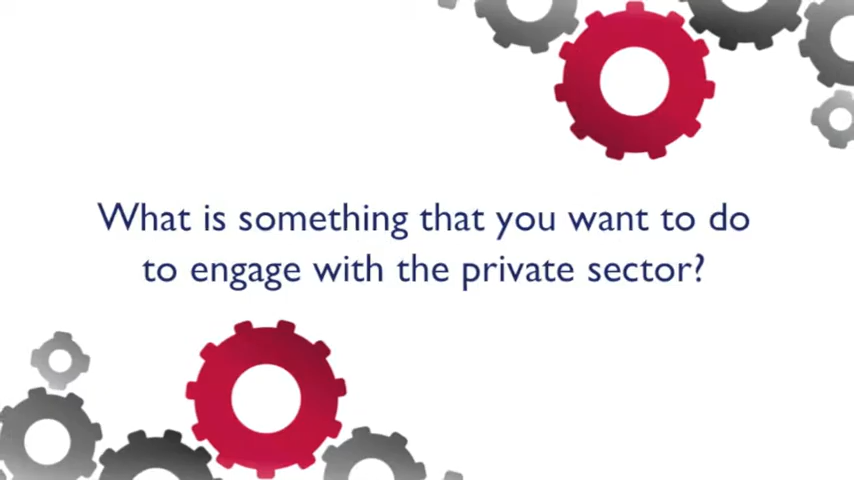 What is something that you want to do
to engage with the private sector?